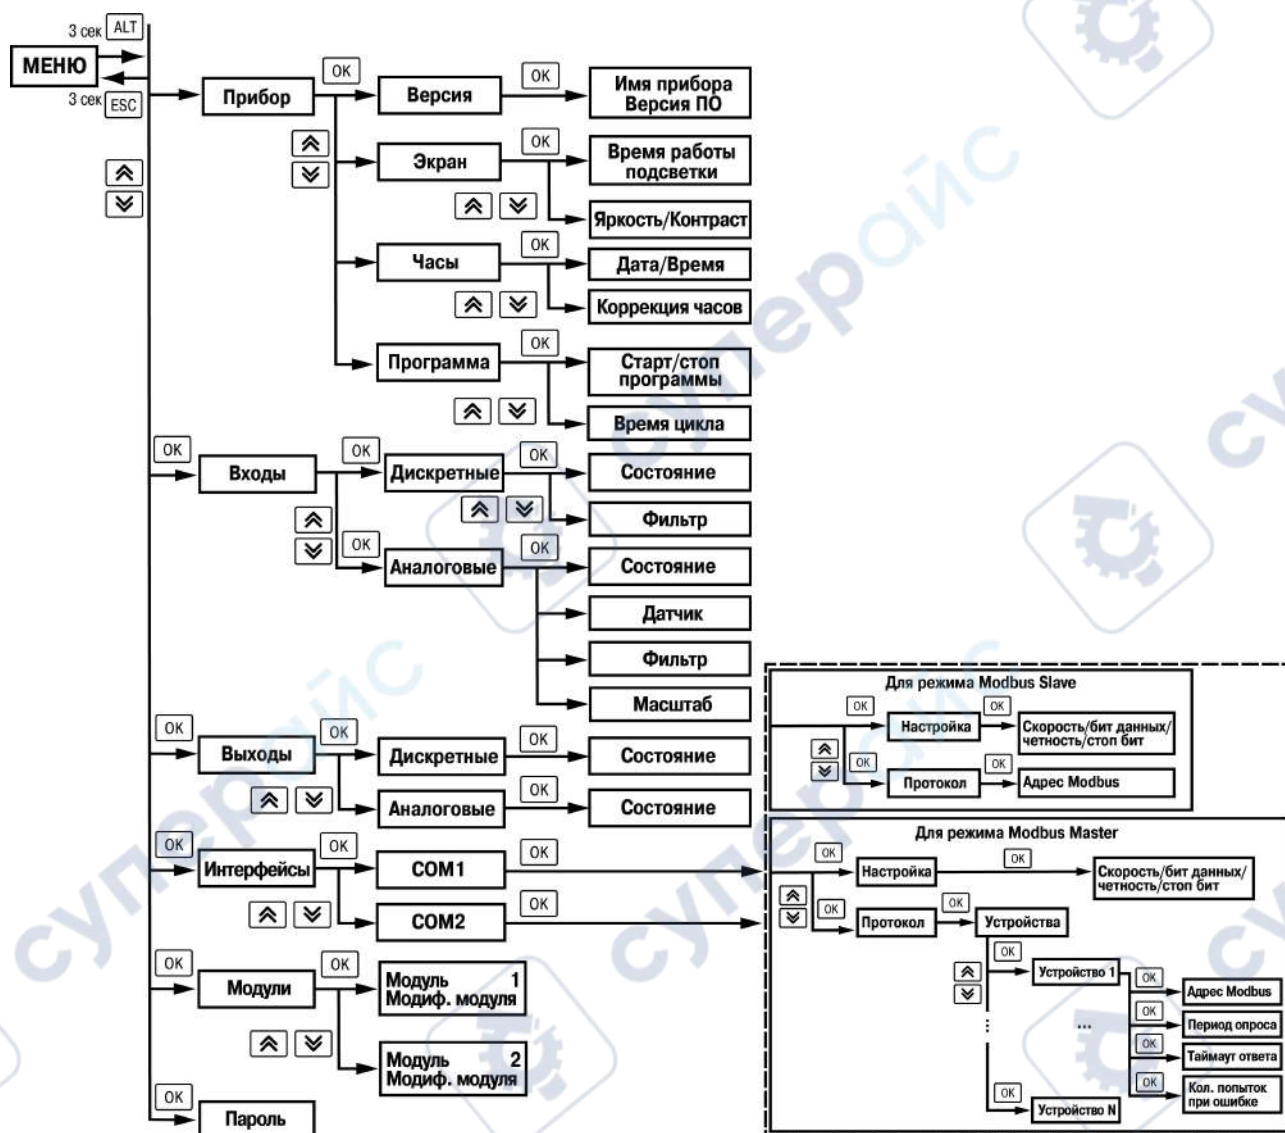 3 сек ALT
МЕНЮ
3 сек ESC
OK
Прибор
Версия
OK
Имя прибора
Версия ПО
Экран
OK
Время работы
подсветки
Яркость/Контраст
Часы
OK
Дата/Время
Коррекция часов
Программа
OK
Старт/стоп
программы
Время цикла
OK
Входы
OK
Дискретные
OK
Состояние
Фильтр
OK
Аналоговые
OK
Состояние
Датчик
Фильтр
Масштаб
OK
Выходы
OK
Дискретные
OK
Состояние
Аналоговые
OK
Состояние
OK
Интерфейсы
OK
COM1
OK
COM2
OK
OK
Модули
OK
Модуль 1
Модиф. модуля
Модуль 2
Модиф. модуля
OK
Пароль
Для режима Modbus Slave
OK
Настройка
OK
Скорость/бит данных/
четность/стоп бит
OK
Протокол
OK
Адрес Modbus
Для режима Modbus Master
OK
Настройка
OK
Скорость/бит данных/
четность/стоп бит
OK
Протокол
OK
Устройства
OK
Устройство 1
OK
Адрес Modbus
OK
Период опроса
...
...
OK
Таймаут ответа
OK
Кол. попыток
при ошибке
OK
Устройство N
суперайс
суперайс
су
су